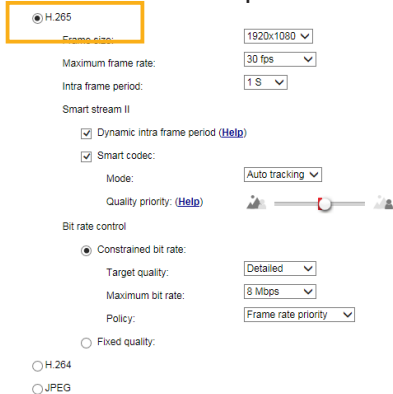 H.265
Frame size: 1920x1080
Maximum frame rate: 30 fps
Intra frame period: 1 S
Smart stream II
Dynamic intra frame period (Help)
Smart codec:
Mode: Auto tracking
Quality priority: (Help)
Bit rate control
Constrained bit rate:
Target quality: Detailed
Maximum bit rate: 8 Mbps
Policy: Frame rate priority
Fixed quality:
H.264
JPEG